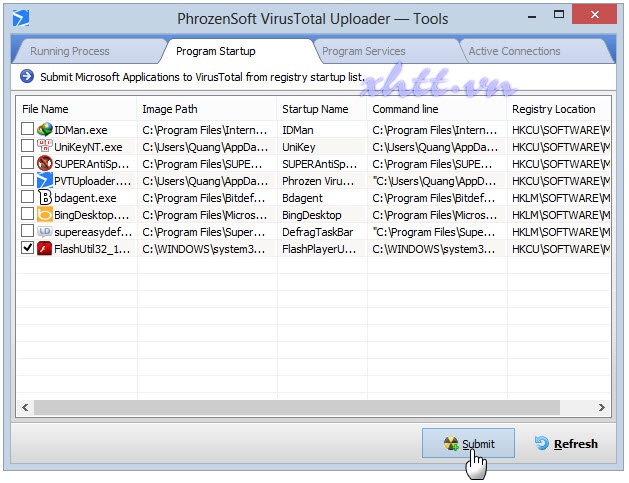 PhrozenSoft VirusTotal Uploader — Tools
Running Process Program Startup Program Services Active Connections
Submit Microsoft Applications to VirusTotal from registry startup list.
xhtt.vn
File Name Image Path Startup Name Command line Registry Location
IDMan.exe C:\Program Files\Intern... IDMan C:\Program Files\Intern... HKCU\SOFTWARE\M
UniKeyNT.exe C:\Users\Quang\AppDa... UniKey C:\Users\Quang\AppDa... HKCU\SOFTWARE\M
SUPERAntiSp... C:\Program Files\SUPE... SUPERAntiSp... C:\Program Files\SUPE... HKCU\SOFTWARE\M
PVTUploader.... C:\Users\Quang\AppDa... Phrozen Viru... "C:\Users\Quang\AppD... HKCU\SOFTWARE\M
bdagent.exe C:\Program Files\Bitdef... Bdagent C:\Program Files\Bitdef... HKLM\SOFTWARE\M
BingDesktop.... C:\Program Files\Micros... BingDesktop C:\Program Files\Micros... HKLM\SOFTWARE\M
supereasydef... C:\Program Files\Super... DefragTaskBar "C:\Program Files\Supe... HKLM\SOFTWARE\M
FlashUtil32_1... C:\WINDOWS\system3... FlashPlayerU... C:\WINDOWS\system3... HKCU\SOFTWARE\M
Submit Refresh